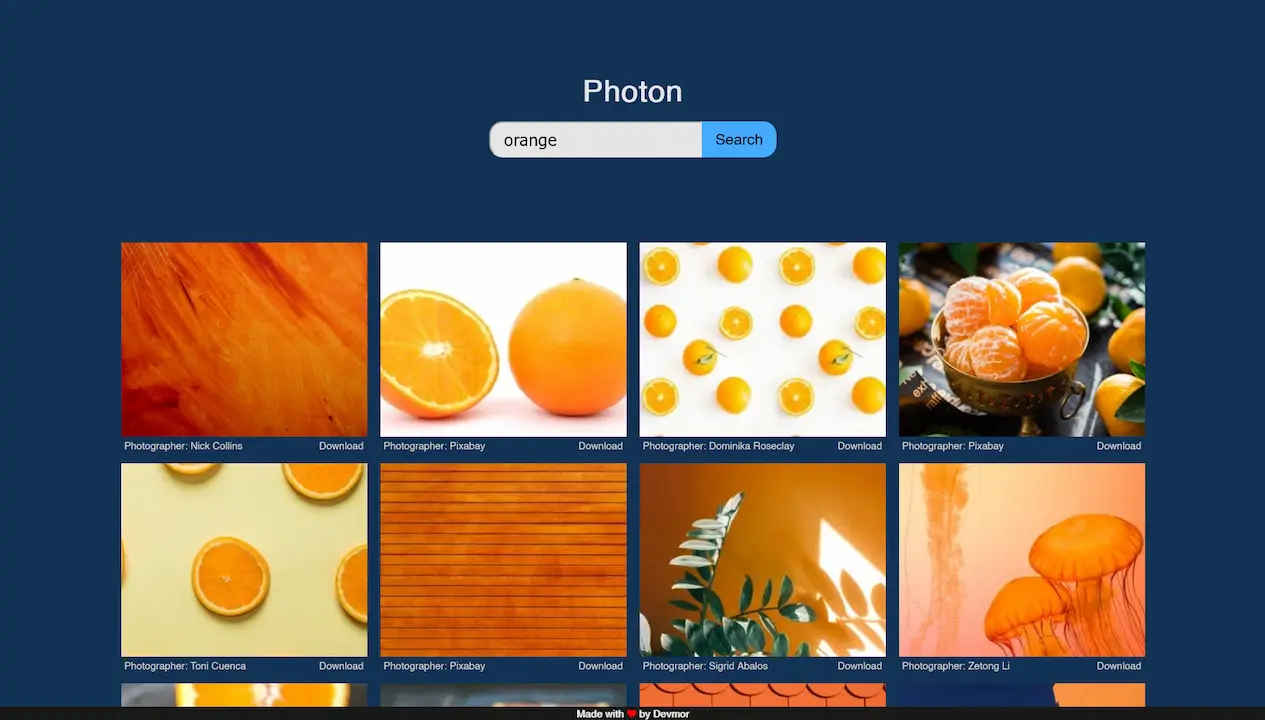 Photon
orange
Search
Photographer: Nick Collins Download
Photographer: Pixabay Download
Photographer: Dominika Roseclay Download
Photographer: Pixabay Download
Photographer: Toni Cuenca Download
Photographer: Pixabay Download
Photographer: Sigrid Abalos Download
Photographer: Zetong Li Download
Made with ❤ by Devmor